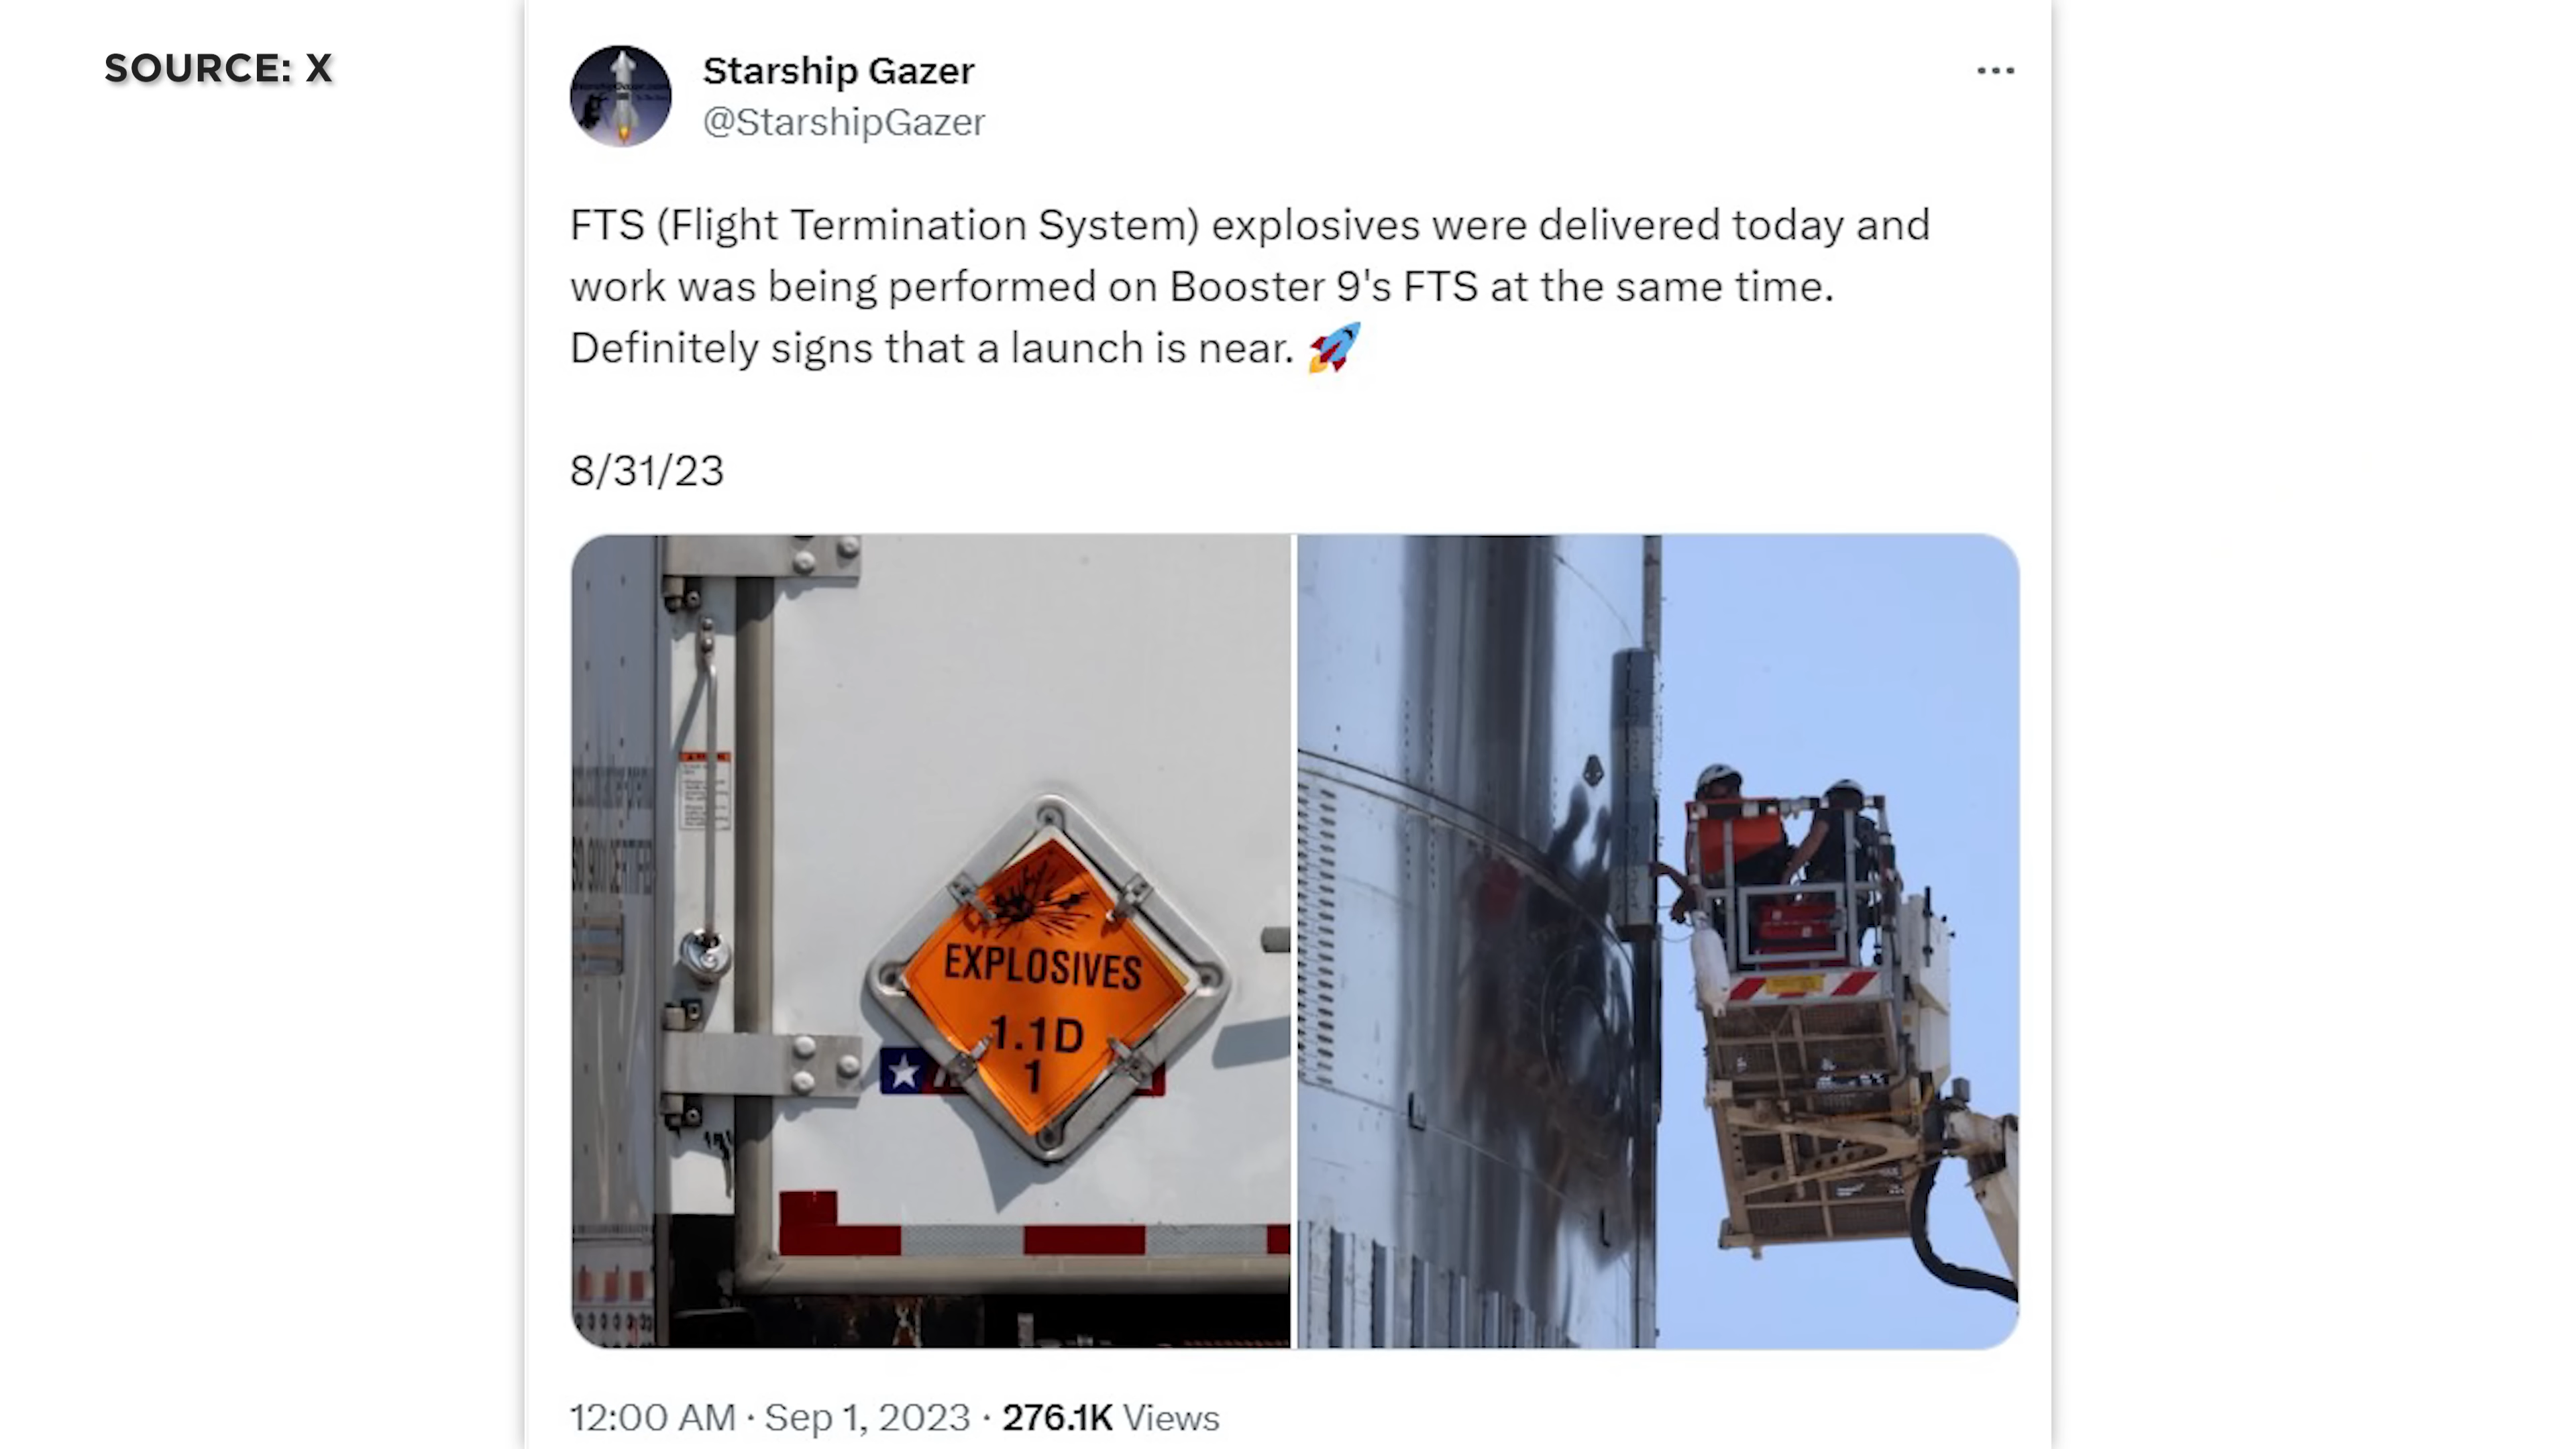 SOURCE: X
Starship Gazer
@StarshipGazer
FTS (Flight Termination System) explosives were delivered today and
work was being performed on Booster 9's FTS at the same time.
Definitely signs that a launch is near. 🚀
8/31/23
EXPLOSIVES
1.1D
1
12:00 AM · Sep 1, 2023 · 276.1K Views